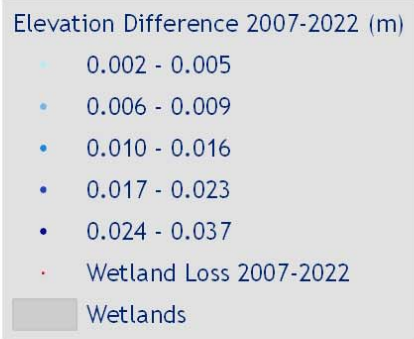 Elevation Difference 2007-2022 (m)
0.002 - 0.005
0.006 - 0.009
0.010 - 0.016
0.017 - 0.023
0.024 - 0.037
Wetland Loss 2007-2022
Wetlands